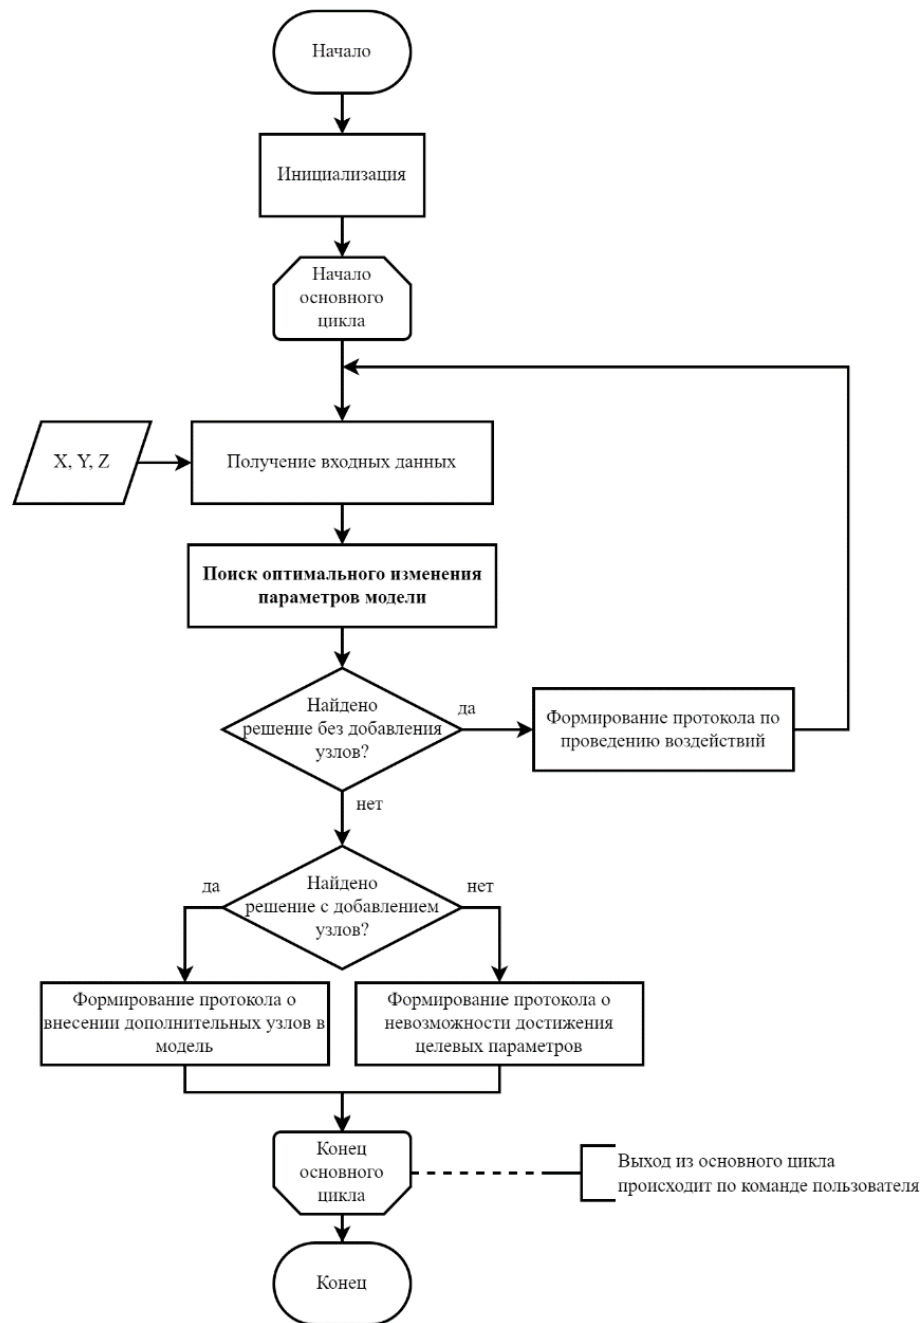 Начало
Инициализация
Начало
основного
цикла
X, Y, Z
Получение входных данных
Поиск оптимального изменения
параметров модели
Найдено
решение без добавления
узлов?
да
Формирование протокола по
проведению воздействий
нет
Найдено
решение с добавлением
узлов?
да
нет
Формирование протокола о
внесении дополнительных узлов в
модель
Формирование протокола о
невозможности достижения
целевых параметров
Конец
основного
цикла
Выход из основного цикла
происходит по команде пользователя
Конец